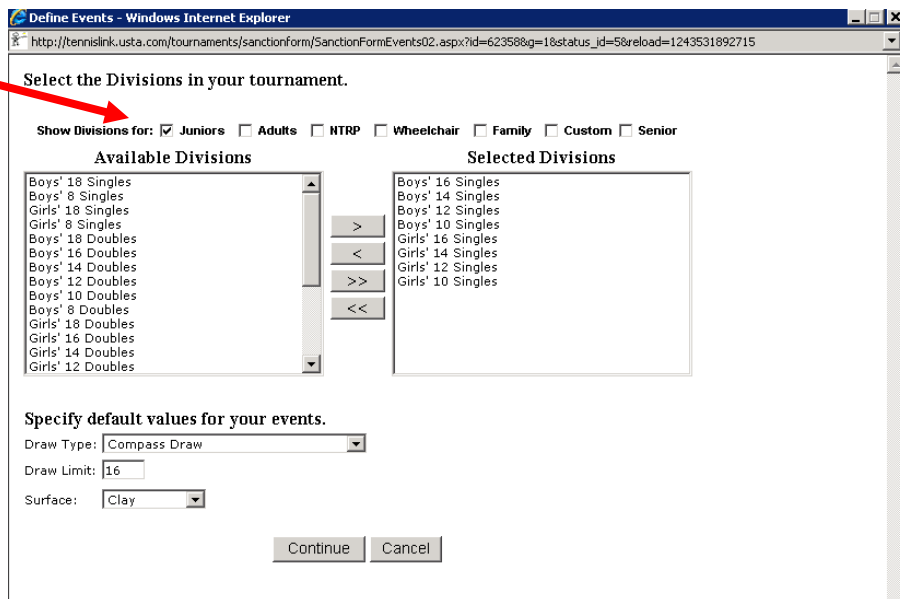 Define Events - Windows Internet Explorer
http://tennislink.usta.com/tournaments/sanctionform/SanctionFormEvents02.aspx?id=62358&g=1&status_id=5&reload=1243531892715
Select the Divisions in your tournament.
Show Divisions for: Juniors Adults NTRP Wheelchair Family Custom Senior
Available Divisions
Boys' 18 Singles
Boys' 8 Singles
Girls' 18 Singles
Girls' 8 Singles
Boys' 18 Doubles
Boys' 16 Doubles
Boys' 14 Doubles
Boys' 12 Doubles
Boys' 10 Doubles
Boys' 8 Doubles
Girls' 18 Doubles
Girls' 16 Doubles
Girls' 14 Doubles
Girls' 12 Doubles
>
<
>>
<<
Selected Divisions
Boys' 16 Singles
Boys' 14 Singles
Boys' 12 Singles
Boys' 10 Singles
Girls' 16 Singles
Girls' 14 Singles
Girls' 12 Singles
Girls' 10 Singles
Specify default values for your events.
Draw Type: Compass Draw
Draw Limit: 16
Surface: Clay
Continue Cancel